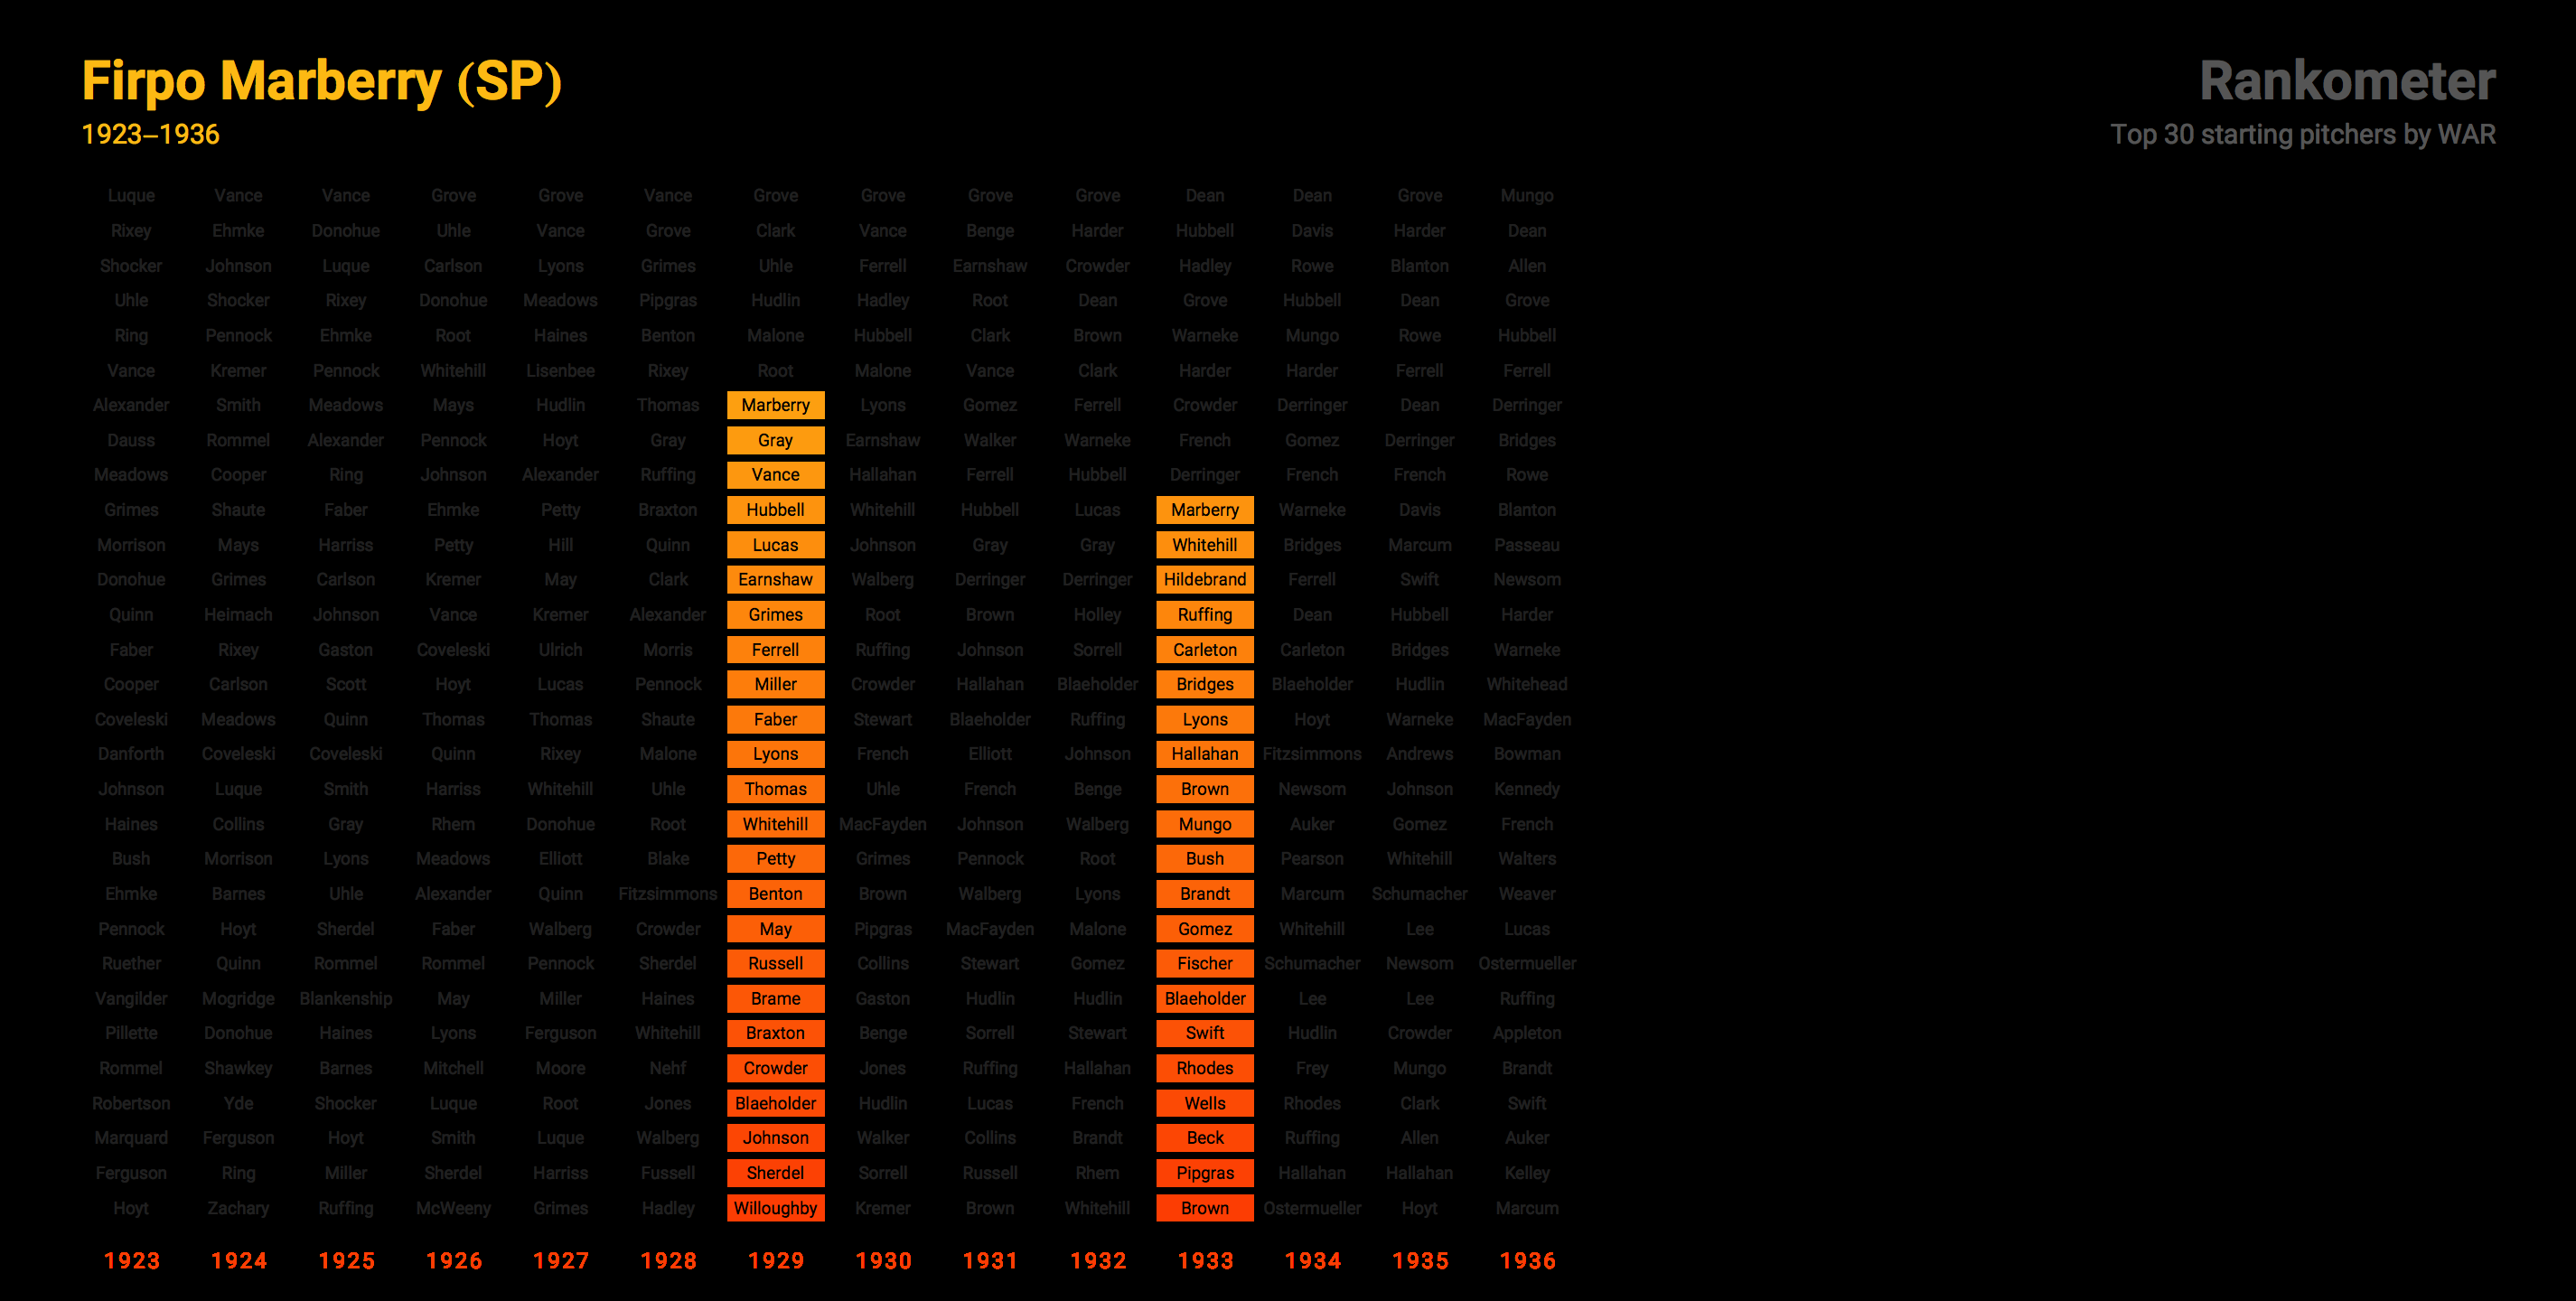 Firpo Marberry (SP)
1923–1936
Rankometer
Top 30 starting pitchers by WAR
Luque Vance Vance Grove Grove Vance Grove Grove Grove Grove Dean Dean Grove Mungo
Rixey Ehmke Donohue Uhle Vance Grove Clark Vance Benge Harder Hubbell Davis Harder Dean
Shocker Johnson Luque Carlson Lyons Grimes Uhle Ferrell Earnshaw Crowder Hadley Rowe Blanton Allen
Uhle Shocker Rixey Donohue Meadows Pipgras Hudlin Hadley Root Dean Grove Hubbell Dean Grove
Ring Pennock Ehmke Root Haines Benton Malone Hubbell Clark Brown Warneke Mungo Rowe Hubbell
Vance Kremer Pennock Whitehill Lisenbee Rixey Root Malone Vance Clark Harder Harder Ferrell Ferrell
Alexander Smith Meadows Mays Hudlin Thomas Marberry Lyons Gomez Ferrell Crowder Derringer Dean Derringer
Dauss Rommel Alexander Pennock Hoyt Gray Gray Earnshaw Walker Warneke French Gomez Derringer Bridges
Meadows Cooper Ring Johnson Alexander Ruffing Vance Hallahan Ferrell Hubbell Derringer French French Rowe
Grimes Shaute Faber Ehmke Petty Braxton Hubbell Whitehill Hubbell Lucas Marberry Warneke Davis Blanton
Morrison Mays Harriss Petty Hill Quinn Lucas Johnson Gray Gray Whitehill Bridges Marcum Passeau
Donohue Grimes Carlson Kremer May Clark Earnshaw Walberg Derringer Derringer Hildebrand Ferrell Swift Newsom
Quinn Heimach Johnson Vance Kremer Alexander Grimes Root Brown Holley Ruffing Dean Hubbell Harder
Faber Rixey Gaston Coveleski Ulrich Morris Ferrell Ruffing Johnson Sorrell Carleton Carleton Bridges Warneke
Cooper Carlson Scott Hoyt Lucas Pennock Miller Crowder Hallahan Blaeholder Bridges Blaeholder Hudlin Whitehead
Coveleski Meadows Quinn Thomas Thomas Shaute Faber Stewart Blaeholder Ruffing Lyons Hoyt Warneke MacFayden
Danforth Coveleski Coveleski Quinn Rixey Malone Lyons French Elliott Johnson Hallahan Fitzsimmons Andrews Bowman
Johnson Luque Smith Harriss Whitehill Uhle Thomas Uhle French Benge Brown Newsom Johnson Kennedy
Haines Collins Gray Rhem Donohue Root Whitehill MacFayden Johnson Walberg Mungo Auker Gomez French
Bush Morrison Lyons Meadows Elliott Blake Petty Grimes Pennock Root Bush Pearson Whitehill Walters
Ehmke Barnes Uhle Alexander Quinn Fitzsimmons Benton Brown Walberg Lyons Brandt Marcum Schumacher Weaver
Pennock Hoyt Sherdel Faber Walberg Crowder May Pipgras MacFayden Malone Gomez Whitehill Lee Lucas
Ruether Quinn Rommel Rommel Pennock Sherdel Russell Collins Stewart Gomez Fischer Schumacher Newsom Ostermueller
Vangilder Mogridge Blankenship May Miller Haines Brame Gaston Hudlin Hudlin Blaeholder Lee Lee Ruffing
Pillette Donohue Haines Lyons Ferguson Whitehill Braxton Benge Sorrell Stewart Swift Hudlin Crowder Appleton
Rommel Shawkey Barnes Mitchell Moore Nehf Crowder Jones Ruffing Hallahan Rhodes Frey Mungo Brandt
Robertson Yde Shocker Luque Root Jones Blaeholder Hudlin Lucas French Wells Rhodes Clark Swift
Marquard Ferguson Hoyt Smith Luque Walberg Johnson Walker Collins Brandt Beck Ruffing Allen Auker
Ferguson Ring Miller Sherdel Harriss Fussell Sherdel Sorrell Russell Rhem Pipgras Hallahan Hallahan Kelley
Hoyt Zachary Ruffing McWeeny Grimes Hadley Willoughby Kremer Brown Whitehill Brown Ostermueller Hoyt Marcum
1923 1924 1925 1926 1927 1928 1929 1930 1931 1932 1933 1934 1935 1936